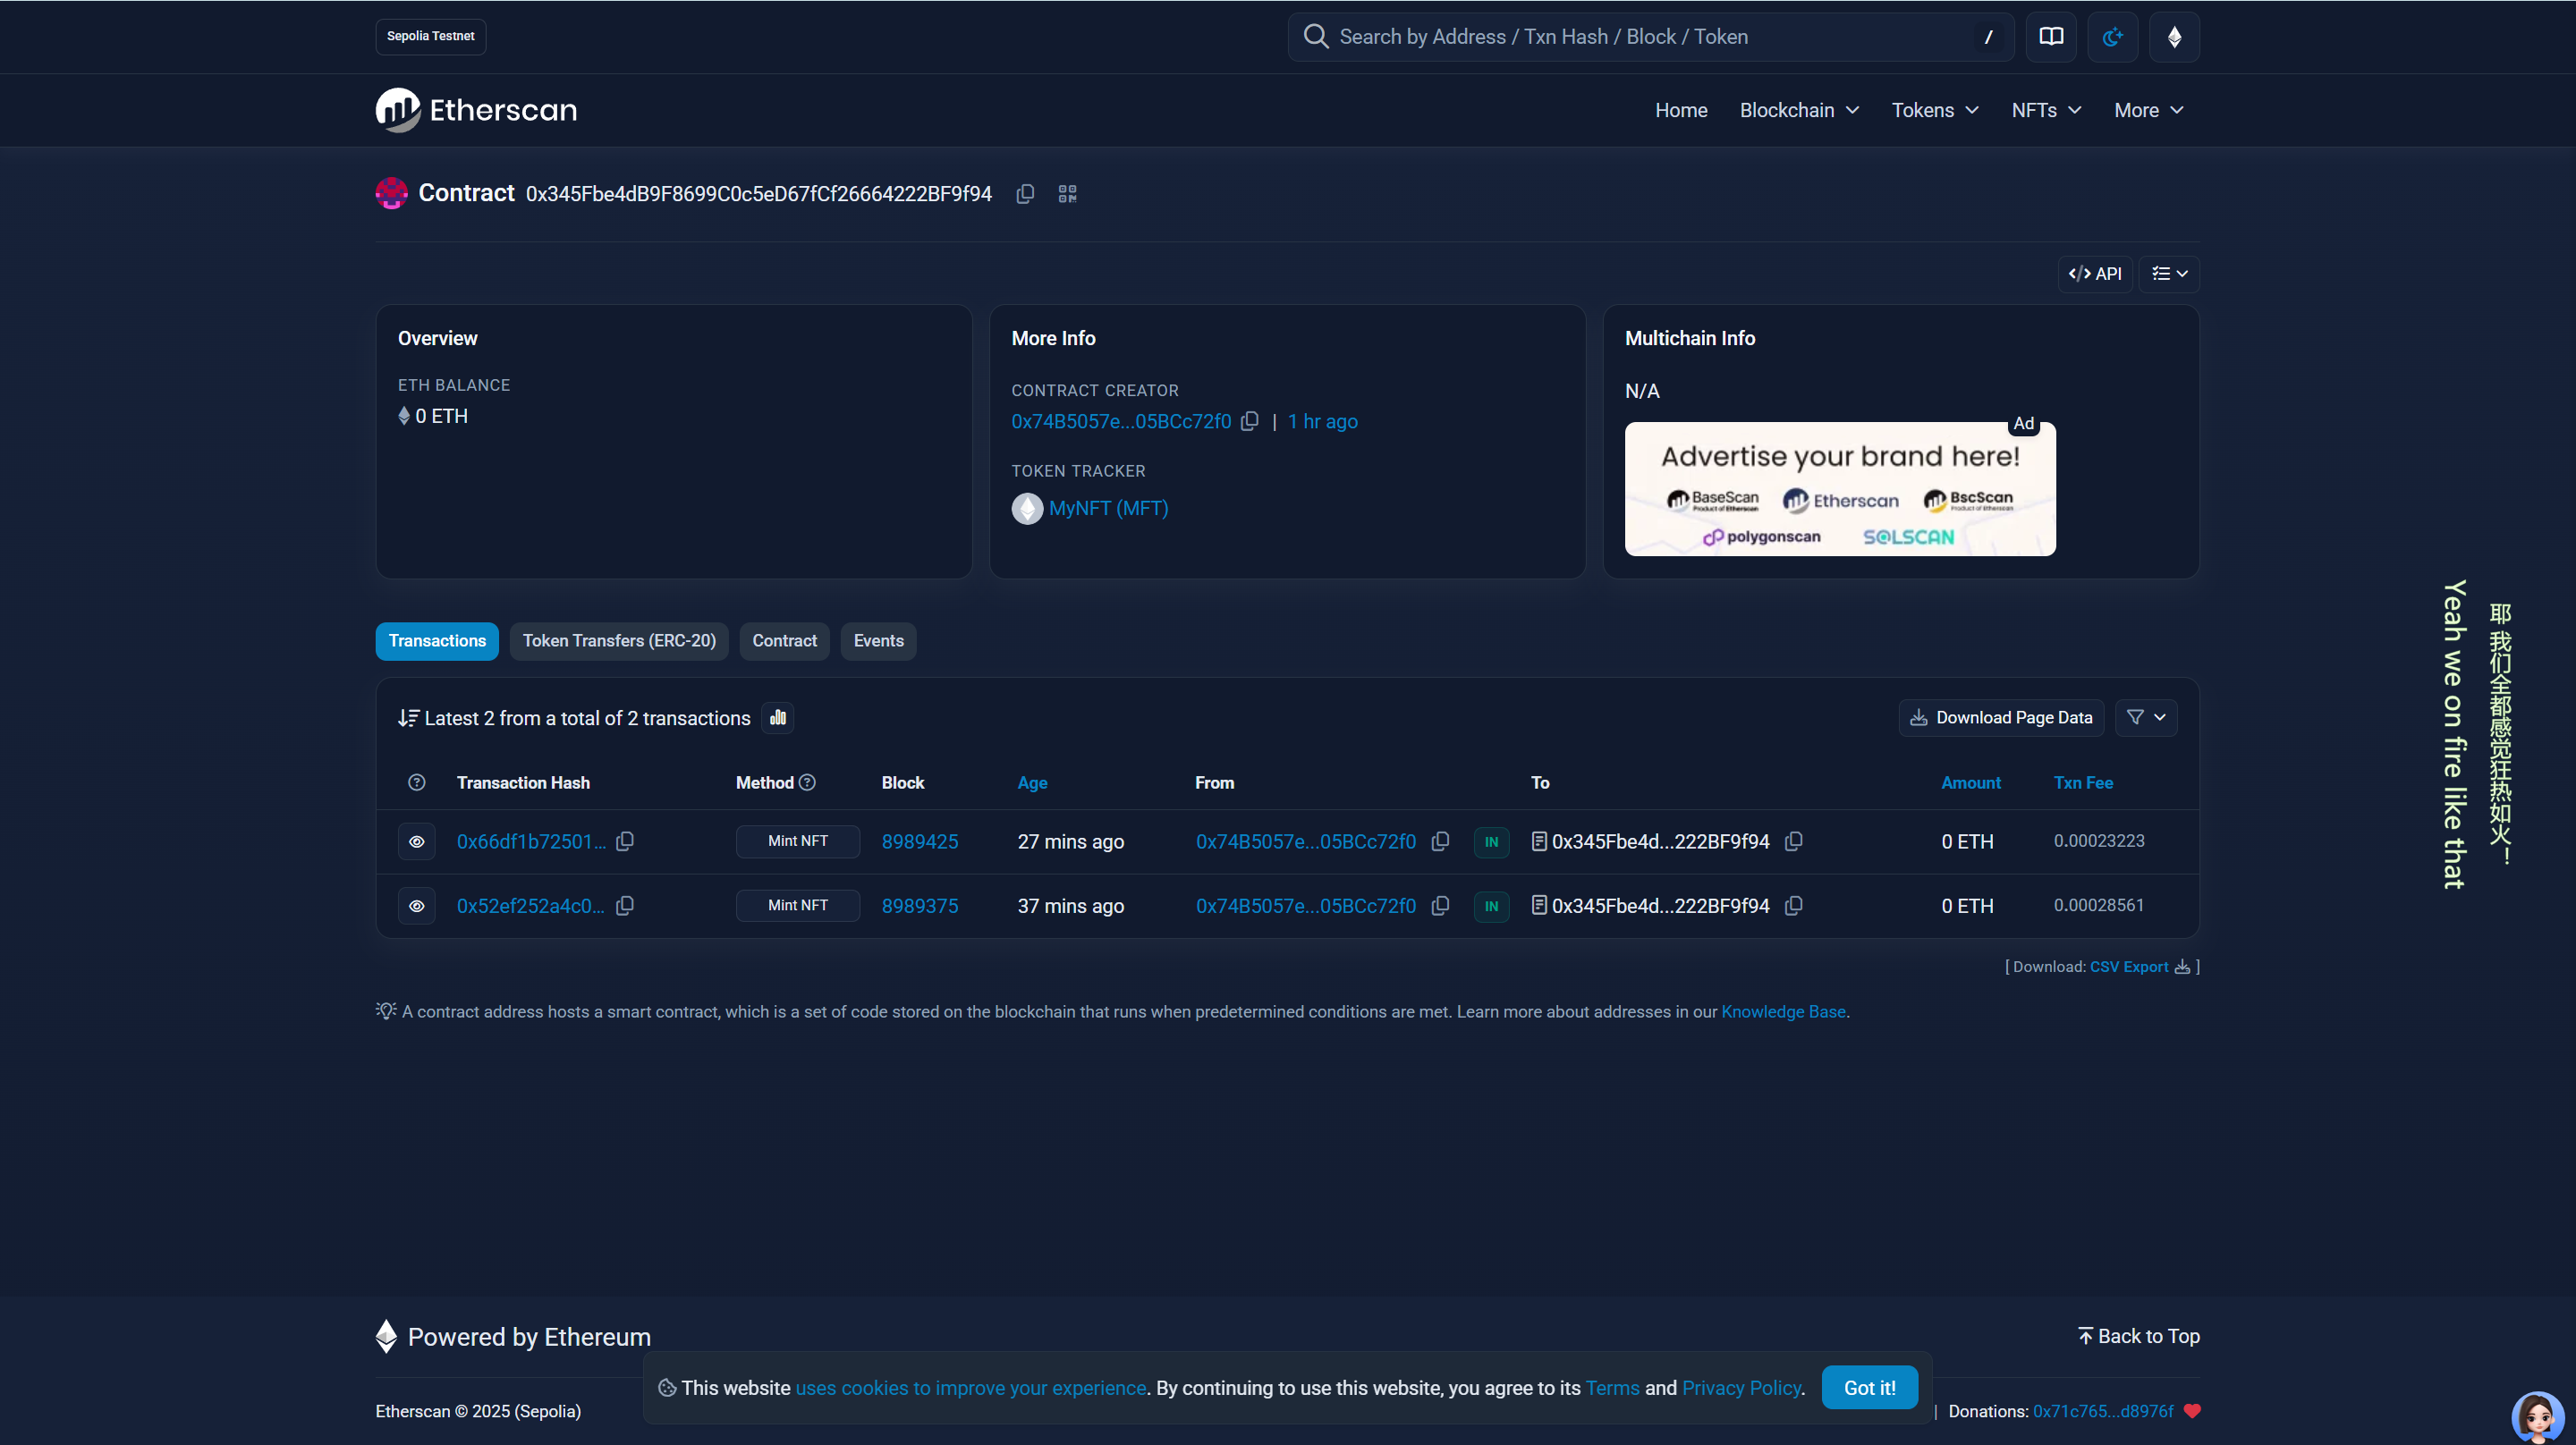 Sepolia Testnet
Search by Address / Txn Hash / Block / Token
/
Etherscan
Home Blockchain Tokens NFTs More
Contract 0x345Fbe4dB9F8699C0c5eD67fCf26664222BF9f94
</> API
Overview
ETH BALANCE
0 ETH
More Info
CONTRACT CREATOR
0x74B5057e...05BCc72f0 | 1 hr ago
TOKEN TRACKER
MyNFT (MFT)
Multichain Info
N/A
Ad
Advertise your brand here!
BaseScan Product of Etherscan Etherscan BscScan Product of Etherscan
polygonscan SOLSCAN
Transactions Token Transfers (ERC-20) Contract Events
Latest 2 from a total of 2 transactions
Download Page Data
Transaction Hash Method Block Age From To Amount Txn Fee
0x66df1b72501... Mint NFT 8989425 27 mins ago 0x74B5057e...05BCc72f0 IN 0x345Fbe4d...222BF9f94 0 ETH 0.00023223
0x52ef252a4c0... Mint NFT 8989375 37 mins ago 0x74B5057e...05BCc72f0 IN 0x345Fbe4d...222BF9f94 0 ETH 0.00028561
[ Download: CSV Export ]
A contract address hosts a smart contract, which is a set of code stored on the blockchain that runs when predetermined conditions are met. Learn more about addresses in our Knowledge Base.
耶 我们全都感觉狂热如火！
Yeah we on fire like that
Powered by Ethereum
Back to Top
This website uses cookies to improve your experience. By continuing to use this website, you agree to its Terms and Privacy Policy.
Got it!
Etherscan © 2025 (Sepolia)
| Donations: 0x71c765...d8976f